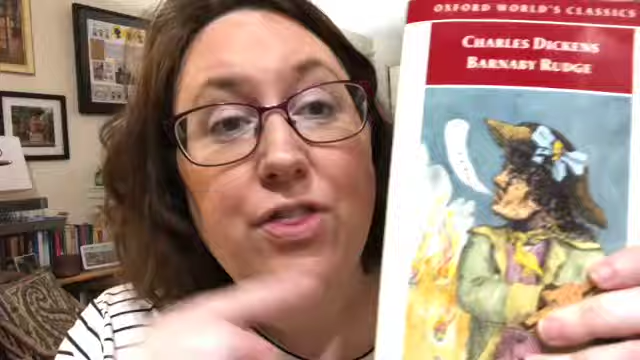 OXFORD WORLD'S CLASSICS
CHARLES DICKENS
BARNABY RUDGE